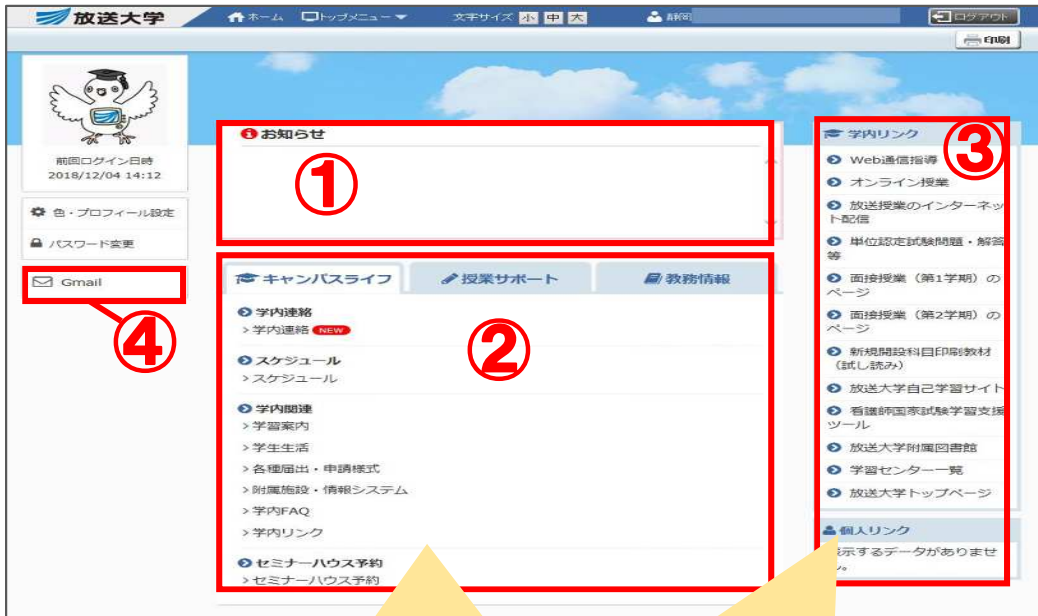 放送大学
ホーム トップメニュー 文字サイズ 小 中 大
ログアウト
印刷
前回ログイン日時
2018/12/04 14:12
色・プロフィール設定
パスワード変更
Gmail
④
お知らせ
①
キャンパスライフ 授業サポート 教務情報
②
学内連絡
>学内連絡 NEW
スケジュール
>スケジュール
学内関連
>学習案内
>学生生活
>各種届出・申請様式
>附属施設・情報システム
>学内FAQ
>学内リンク
セミナーハウス予約
>セミナーハウス予約
学内リンク
③
Web通信指導
オンライン授業
放送授業のインターネッ
ト配信
単位認定試験問題・解答
等
面接授業（第1学期）の
ページ
面接授業（第2学期）の
ページ
新規開設科目印刷教材
（試し読み）
放送大学自己学習サイト
看護師国家試験学習支援
ツール
放送大学附属図書館
学習センター一覧
放送大学トップページ
個人リンク
示するデータがありませ
。